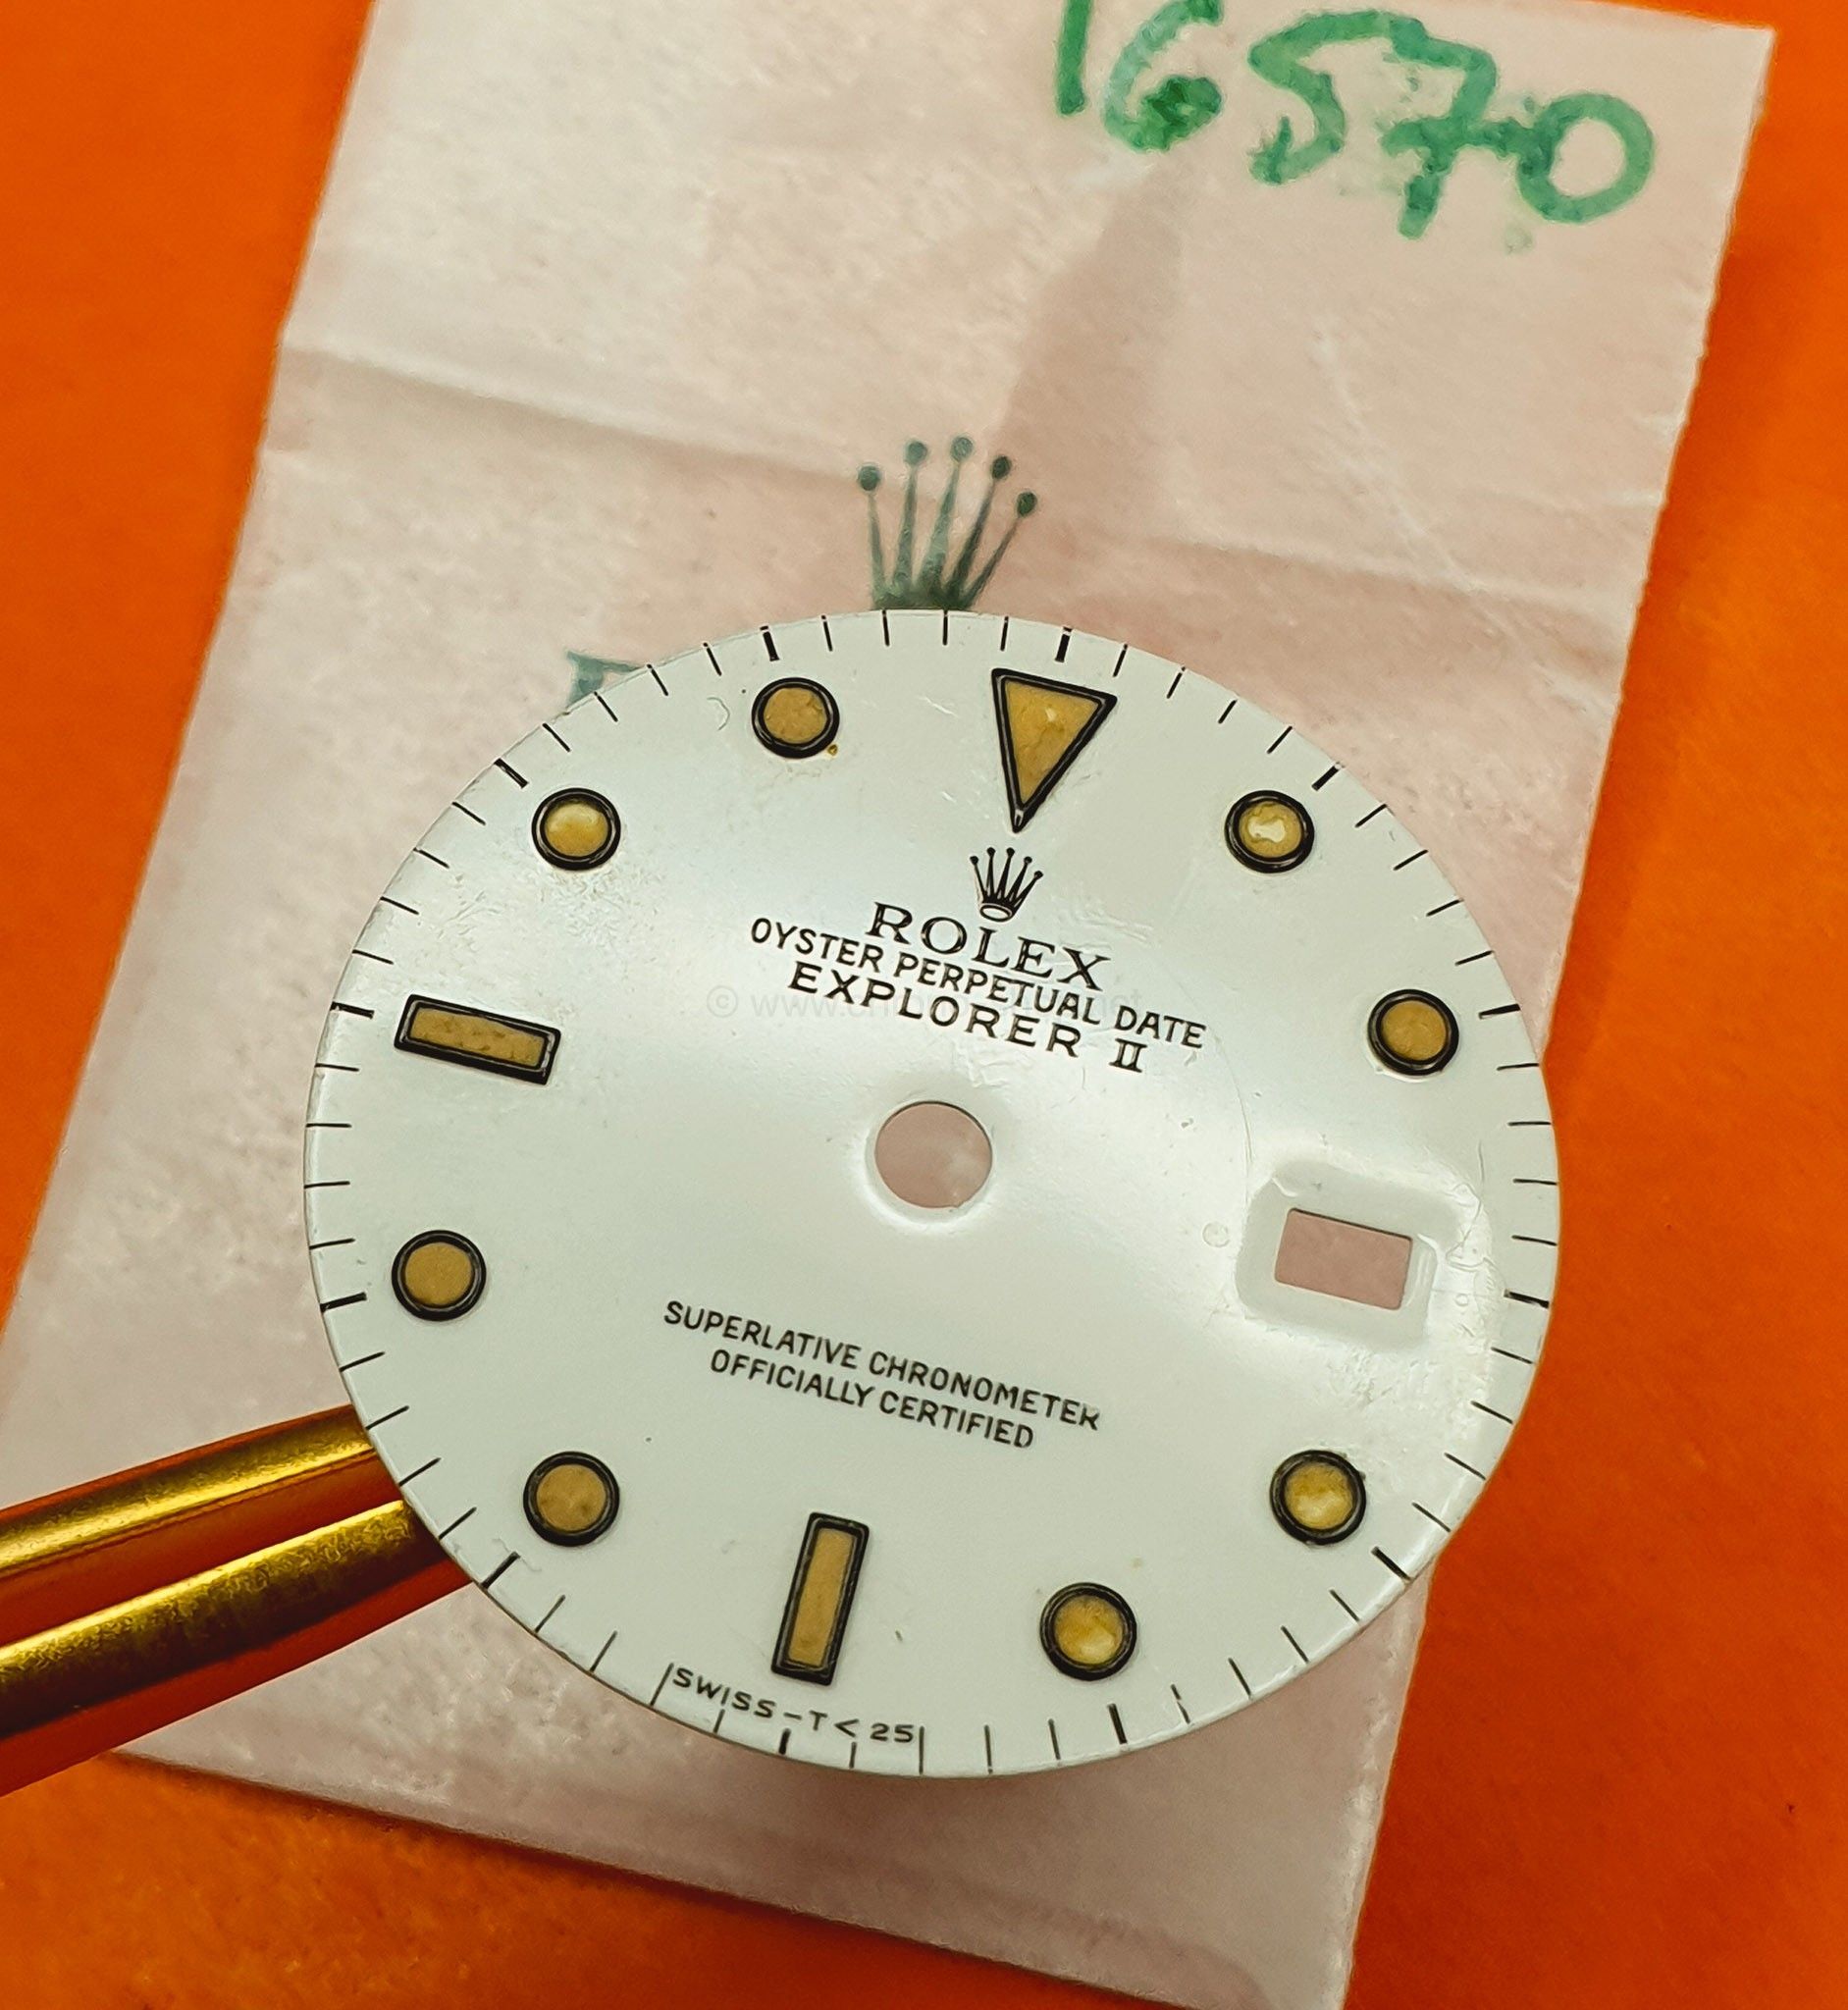 16570
ROLEX
OYSTER PERPETUAL DATE
EXPLORER II
SUPERLATIVE CHRONOMETER
OFFICIALLY CERTIFIED
SWISS-T<25